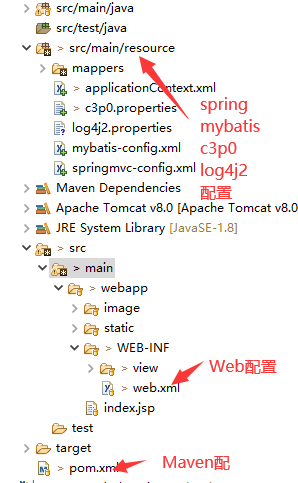 src/main/java
src/test/java
> src/main/resource
mappers
> applicationContext.xml
> c3p0.properties
log4j2.properties
mybatis-config.xml
springmvc-config.xml
spring
mybatis
c3p0
log4j2
配置
Maven Dependencies
Apache Tomcat v8.0 [Apache Tomcat v8.0
JRE System Library [JavaSE-1.8]
> src
> main
> webapp
> image
> static
> WEB-INF
> view
> web.xml
Web配置
index.jsp
test
target
> pom.xml
Maven配